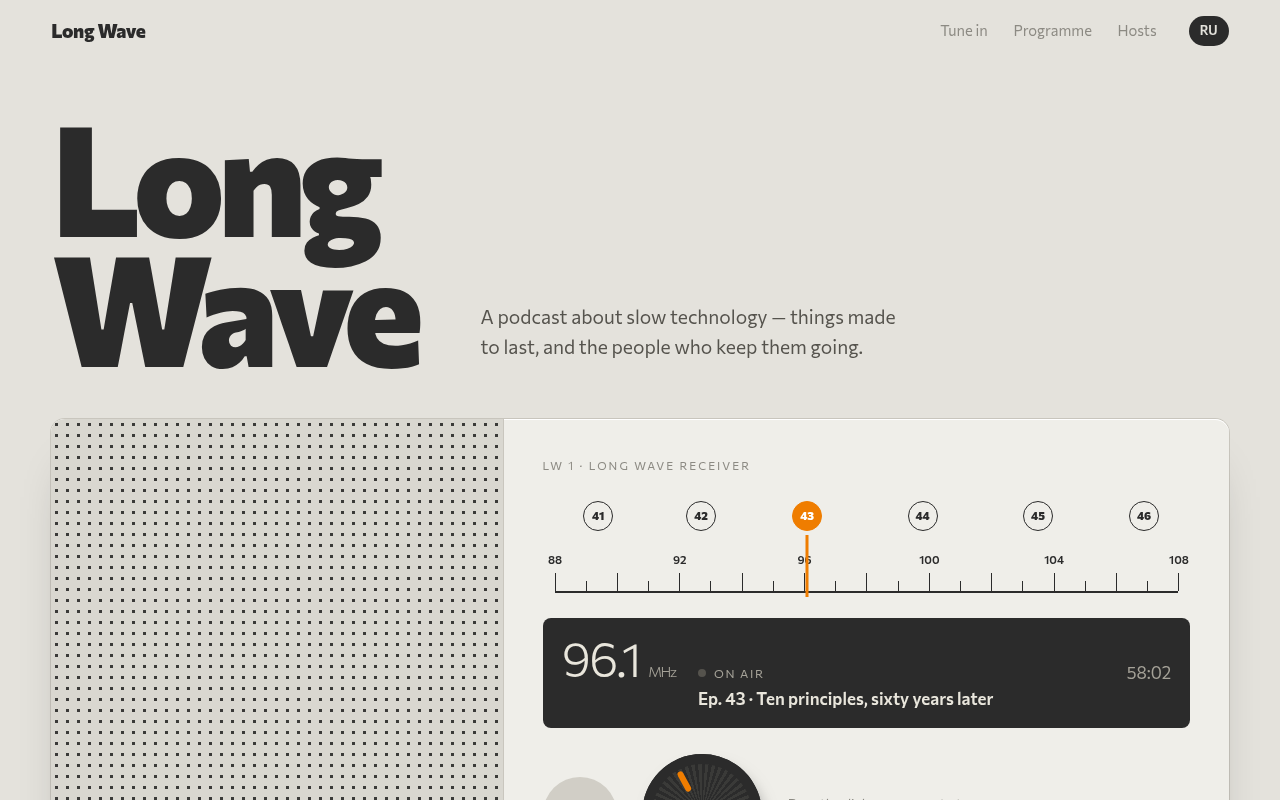 Long Wave
Tune in Programme Hosts RU
Long
Wave
A podcast about slow technology — things made
to last, and the people who keep them going.
LW 1 · LONG WAVE RECEIVER
41 42 43 44 45 46
88 92 96 100 104 108
96.1 MHz
ON AIR
58:02
Ep. 43 · Ten principles, sixty years later